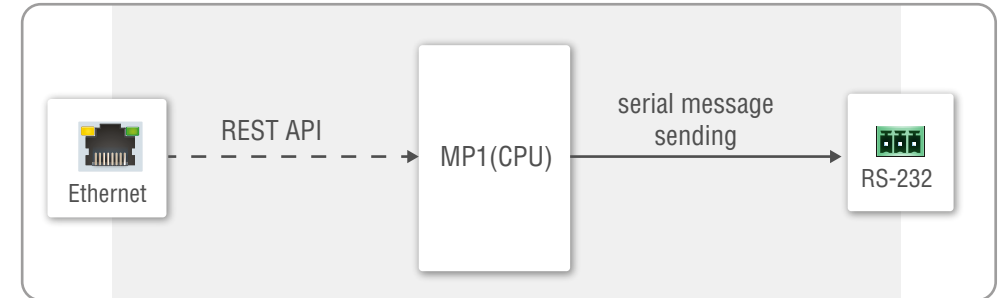 REST API
serial message
sending
MP1(CPU)
Ethernet
RS-232